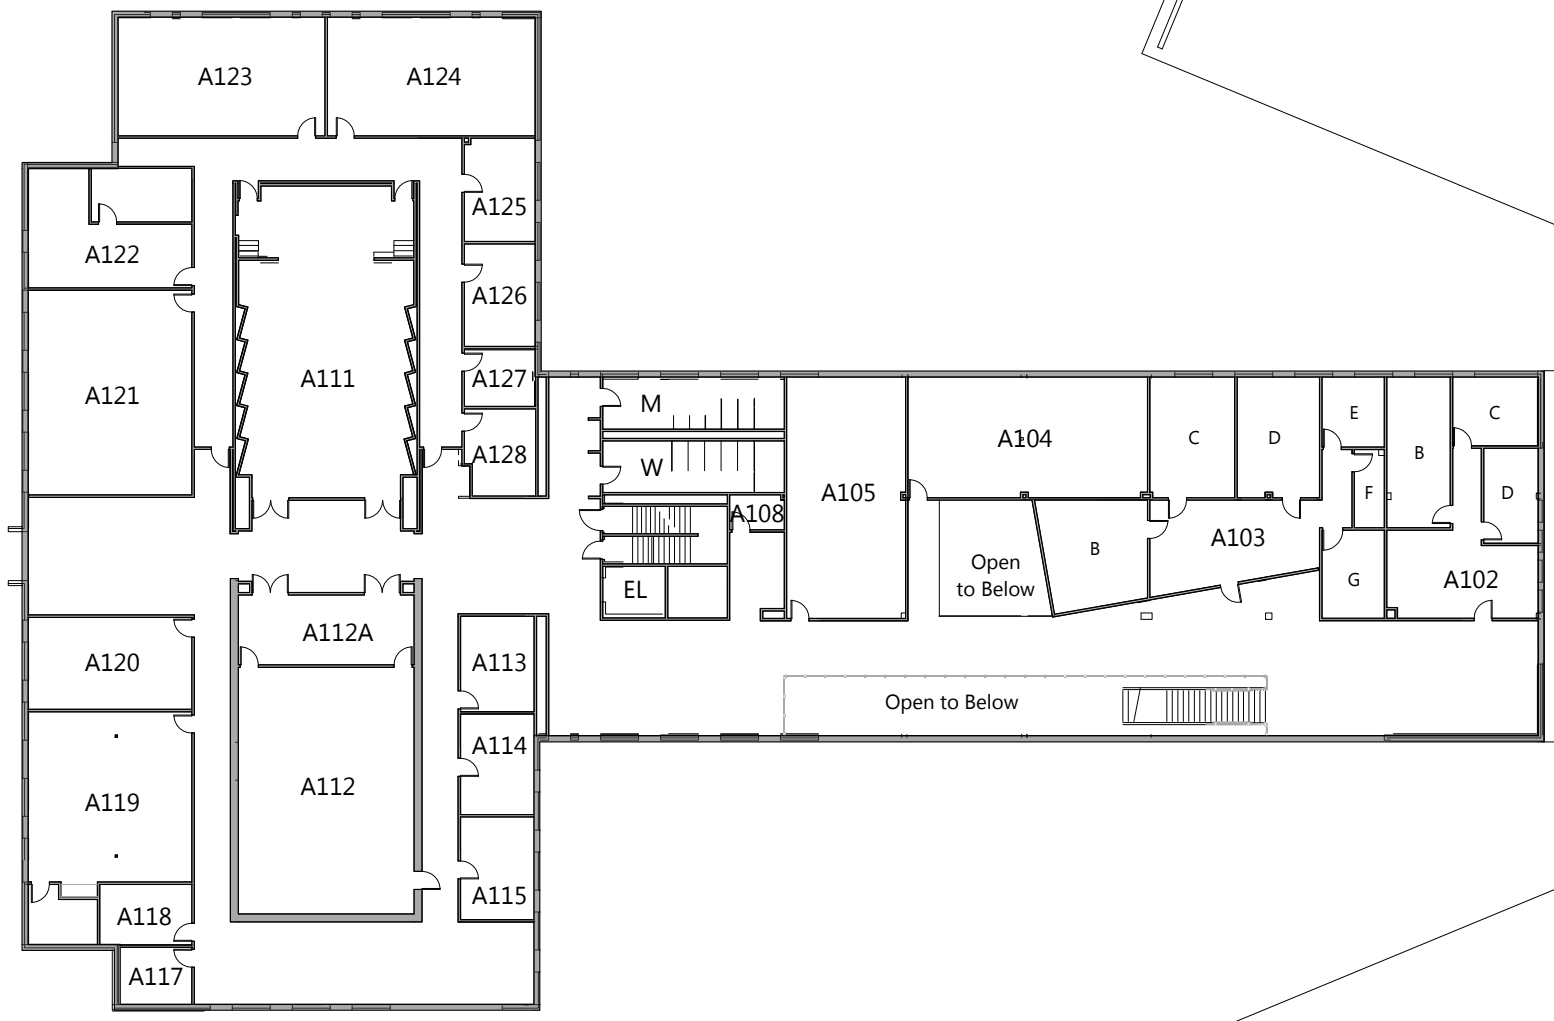 A123
A124
A125
A122
A126
A127
A111
A121
M
A128
W
A104
C
D
E
B
C
A105
F
D
A108
A103
B
Open
to Below
EL
G
A102
A112A
A120
A113
Open to Below
A114
A112
A119
A115
A118
A117